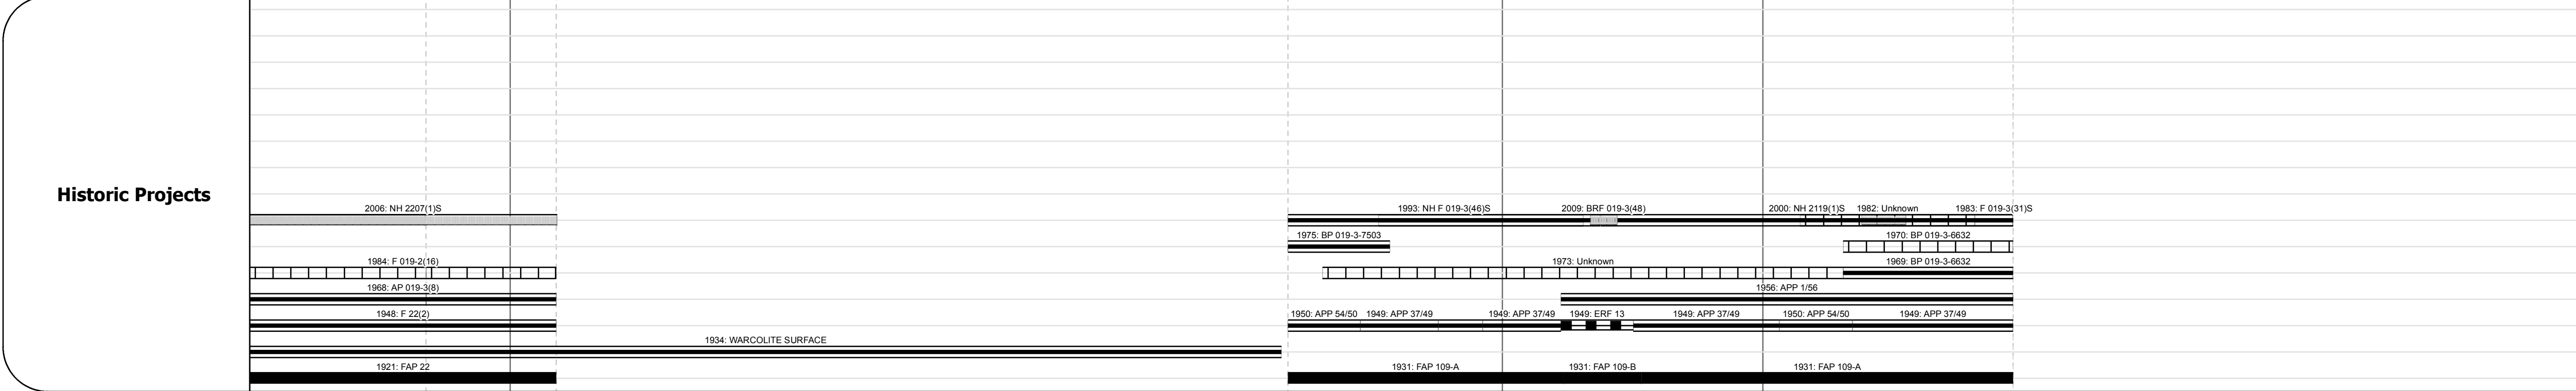 Historic Projects
2006: NH 2207(1)S
1993: NH F 019-3(46)S
2009: BRF 019-3(48)
2000: NH 2119(1)S
1982: Unknown
1983: F 019-3(31)S
1975: BP 019-3-7503
1970: BP 019-3-6632
1984: F 019-2(16)
1973: Unknown
1969: BP 019-3-6632
1968: AP 019-3(8)
1956: APP 1/56
1948: F 22(2)
1950: APP 54/50
1949: APP 37/49
1949: APP 37/49
1949: ERF 13
1949: APP 37/49
1950: APP 54/50
1949: APP 37/49
1934: WARCOLITE SURFACE
1921: FAP 22
1931: FAP 109-A
1931: FAP 109-B
1931: FAP 109-A